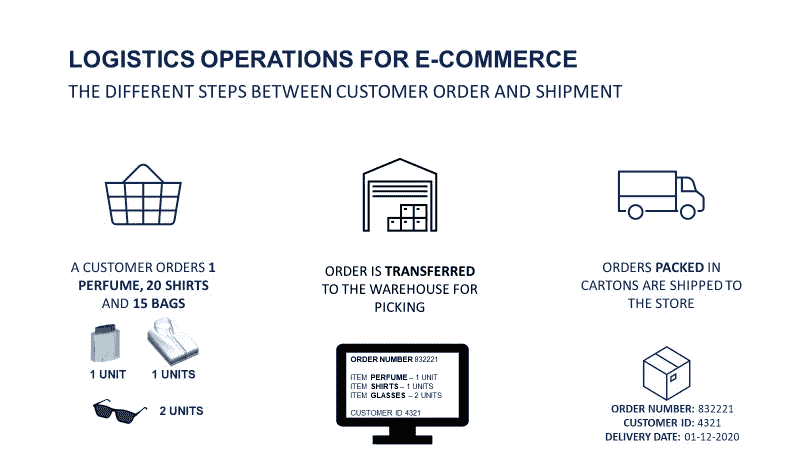 LOGISTICS OPERATIONS FOR E-COMMERCE
THE DIFFERENT STEPS BETWEEN CUSTOMER ORDER AND SHIPMENT
A CUSTOMER ORDERS 1
PERFUME, 20 SHIRTS
AND 15 BAGS
1 UNIT
1 UNITS
2 UNITS
ORDER IS TRANSFERRED
TO THE WAREHOUSE FOR
PICKING
ORDER NUMBER 832221
ITEM PERFUME – 1 UNIT
ITEM SHIRTS – 1 UNITS
ITEM GLASSES – 2 UNITS
CUSTOMER ID 4321
ORDERS PACKED IN
CARTONS ARE SHIPPED TO
THE STORE
ORDER NUMBER: 832221
CUSTOMER ID: 4321
DELIVERY DATE: 01-12-2020